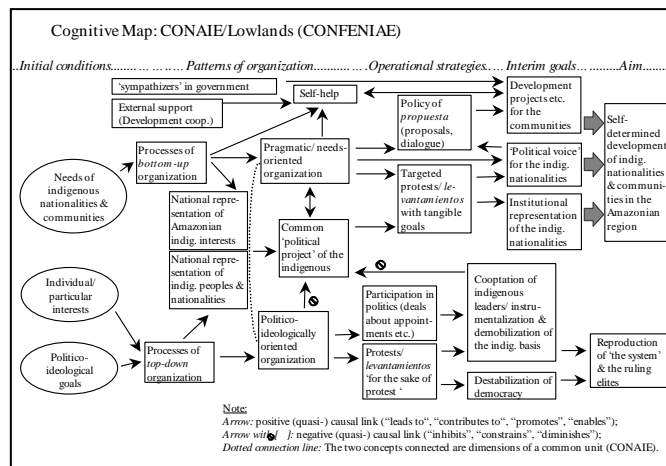 Cognitive Map: CONAIE/Lowlands (CONFENIAE)
...Initial conditions......... ... ... .. Patterns of organization............. ... .Operational strategies.. ...Interim goals... ......Aim...
'sympathizers' in government
External support
(Development coop.)
Self-help
Development
projects etc.
for the
communities
Policy of
propuesta
(proposals,
dialogue)
Processes of
bottom-up
organization
Pragmatic/ needs-
oriented
organization
'Political voice'
for the indig.
nationalities
Self-
determined
development
of indig.
nationalities
& communi-
ties in the
Amazonian
region
Needs of
indigenous
nationalities &
communities
Targeted
protests/ le-
vantamientos
with tangible
goals
Institutional
representation
of the indig.
nationalities
National
representation of
Amazonian
indig. interests
National
representation of
indig. peoples &
nationalities
Common
'political
project' of the
indigenous
Individual/
particular
interests
Politico-
ideological
goals
Processes of
top-down
organization
Politico-
ideologically
oriented
organization
Participation in
politics (deals
about appoint-
ments etc.)
Protests/
levantamientos
'for the sake of
protest '
Cooptation of
indigenous
leaders/ instru-
mentalization &
demobilization of
the indig. basis
Destabilization of
democracy
Reproduction
of 'the system'
& the ruling
elites
Note:
Arrow: positive (quasi-) causal link ("leads to", "contributes to", "promotes", "enables");
Arrow with [ ]: negative (quasi-) causal link ("inhibits", "constrains", "diminishes");
Dotted connection line: The two concepts connected are dimensions of a common unit (CONAIE).